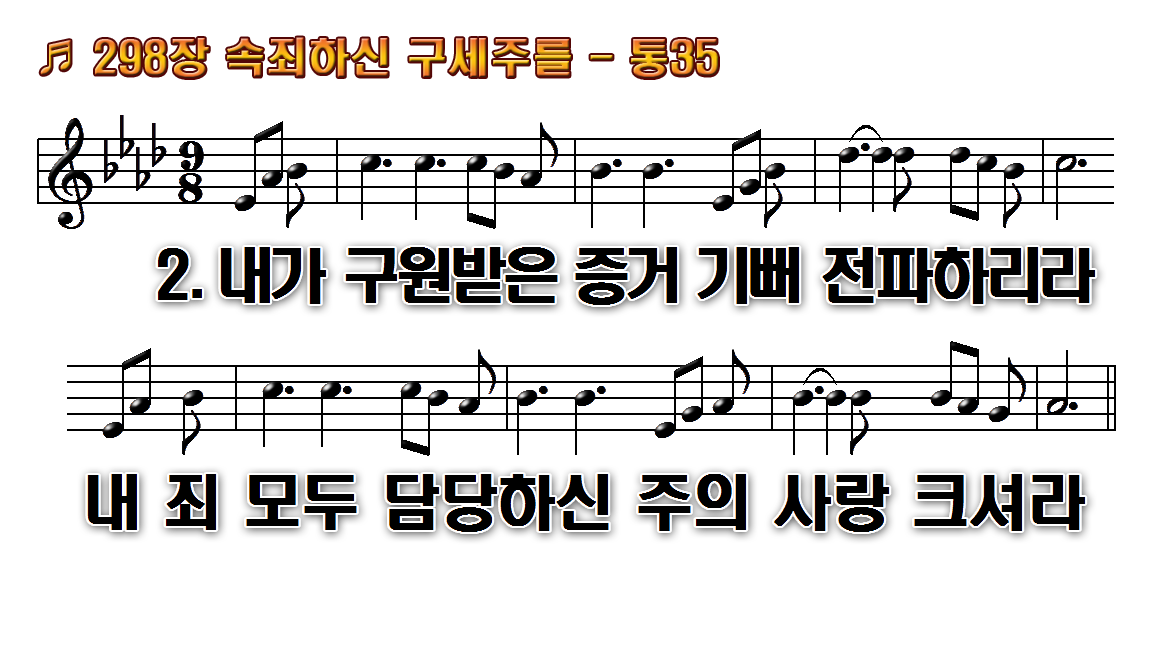 ♬ 298장 속죄하신 구세주를 - 통35
9
8
2. 내가 구원받은 증거 기뻐 전파하리라
내 죄 모두 담당하신 주의 사랑 크셔라